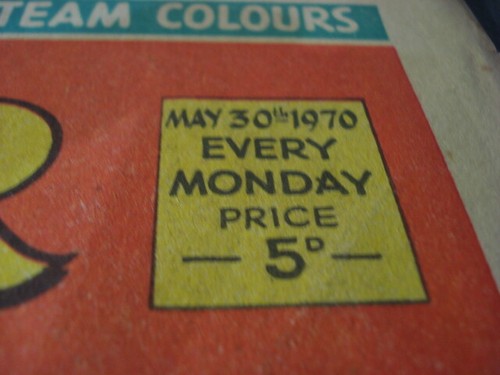 TEAM COLOURS
MAY 30th 1970
EVERY
MONDAY
PRICE
— 5D —